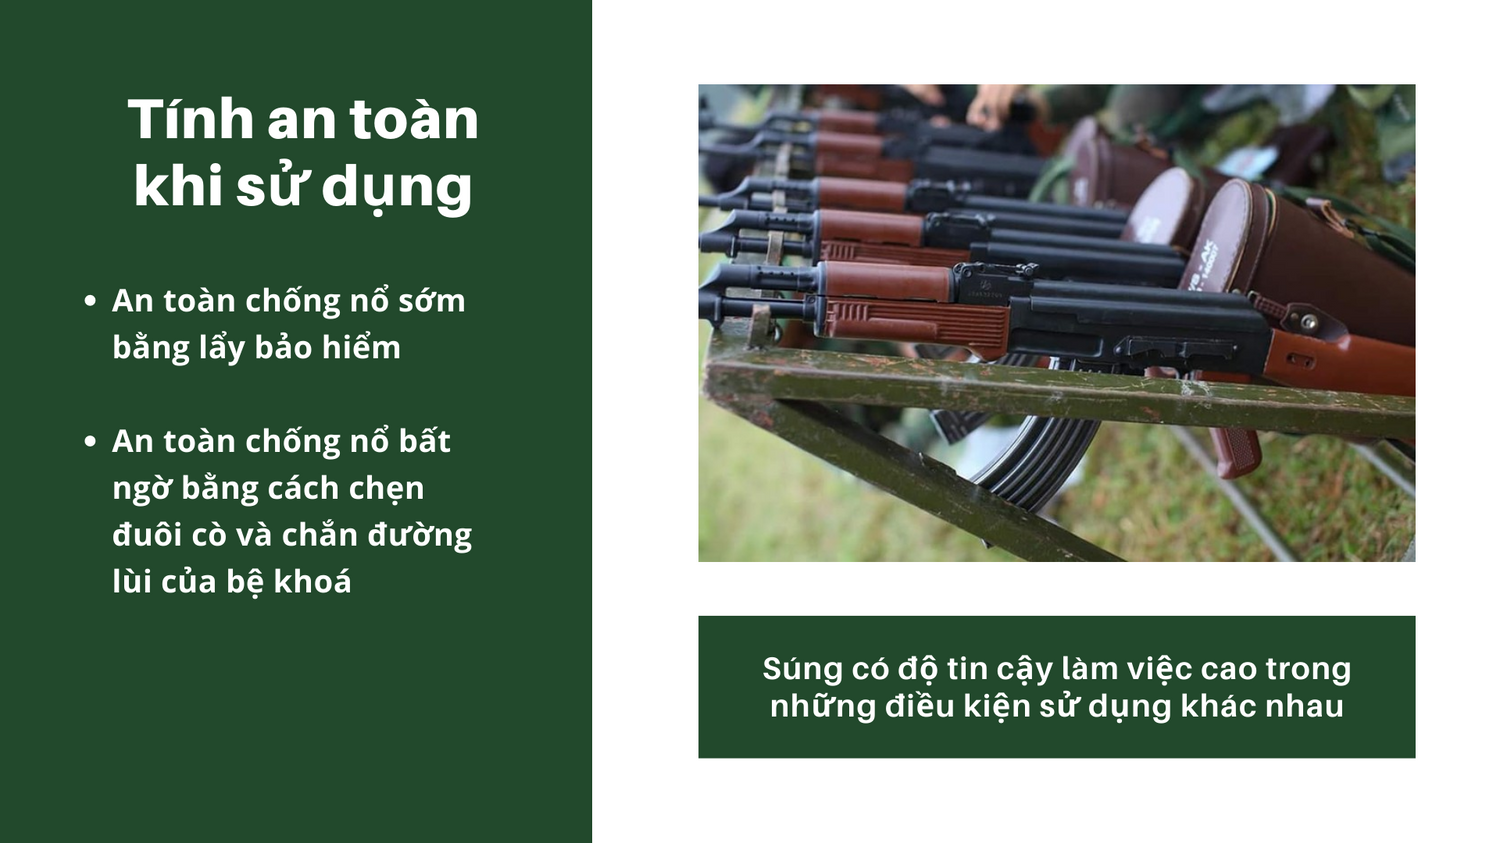 Tính an toàn
khi sử dụng
An toàn chống nổ sớm
bằng lẩy bảo hiểm
An toàn chống nổ bất
ngờ bằng cách chẹn
đuôi cò và chắn đường
lùi của bệ khoá
Súng có độ tin cậy làm việc cao trong
những điều kiện sử dụng khác nhau